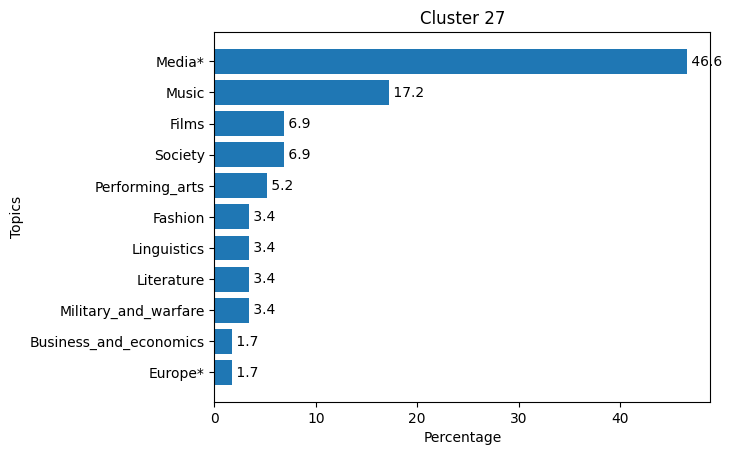 Cluster 27
Topics
Media* 46.6
Music 17.2
Films 6.9
Society 6.9
Performing_arts 5.2
Fashion 3.4
Linguistics 3.4
Literature 3.4
Military_and_warfare 3.4
Business_and_economics 1.7
Europe* 1.7
0 10 20 30 40
Percentage